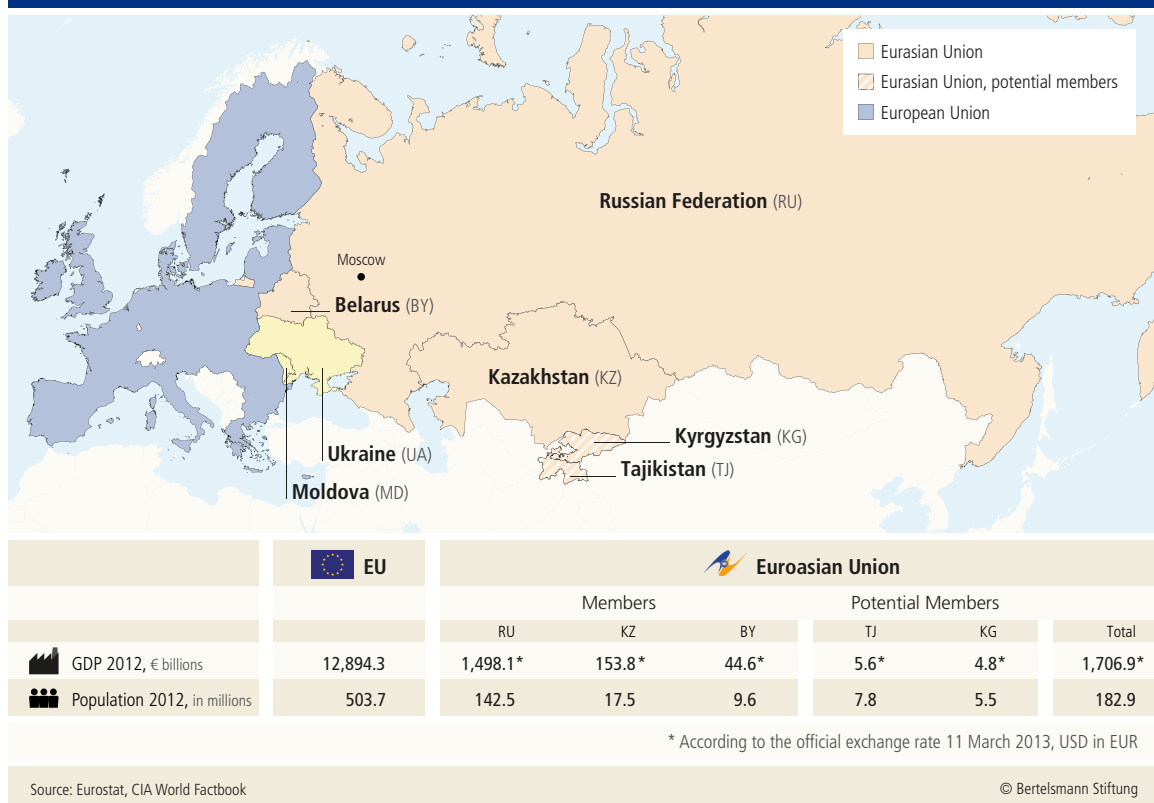 Eurasian Union
Eurasian Union, potential members
European Union
Russian Federation (RU)
Moscow
Belarus (BY)
Kazakhstan (KZ)
Kyrgyzstan (KG)
Ukraine (UA)
Tajikistan (TJ)
Moldova (MD)
EU Euroasian Union
Members Potential Members
RU KZ BY TJ KG Total
GDP 2012, € billions 12,894.3 1,498.1* 153.8* 44.6* 5.6* 4.8* 1,706.9*
Population 2012, in millions 503.7 142.5 17.5 9.6 7.8 5.5 182.9
* According to the official exchange rate 11 March 2013, USD in EUR
Source: Eurostat, CIA World Factbook © Bertelsmann Stiftung